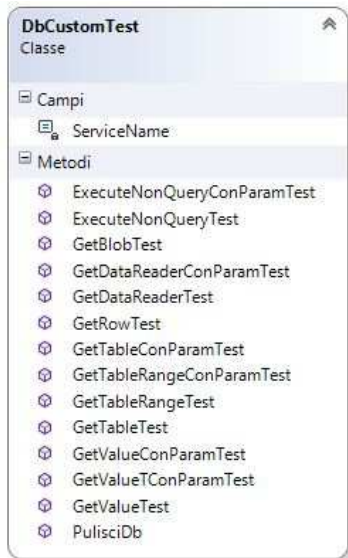 DbCustomTest
Classe
Campi
ServiceName
Metodi
ExecuteNonQueryConParamTest
ExecuteNonQueryTest
GetBlobTest
GetDataReaderConParamTest
GetDataReaderTest
GetRowTest
GetTableConParamTest
GetTableRangeConParamTest
GetTableRangeTest
GetTableTest
GetValueConParamTest
GetValueTConParamTest
GetValueTest
PulisciDb